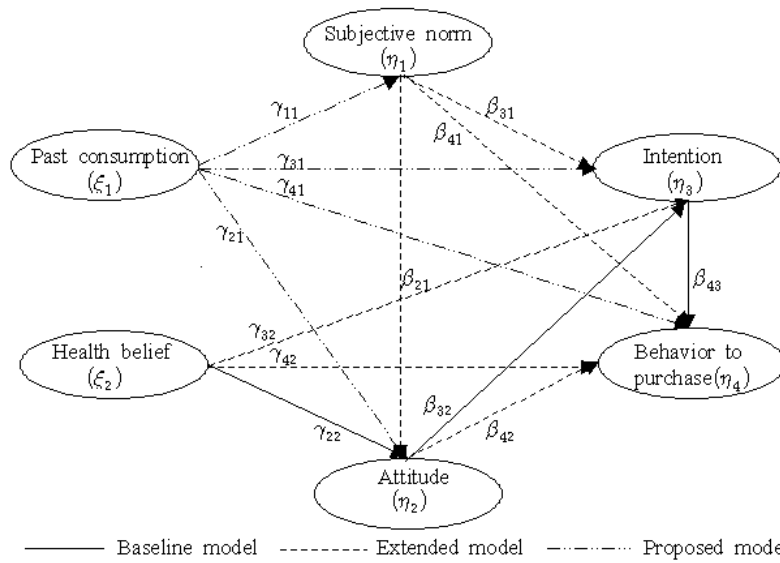 Subjective norm
(η₁)
γ₁₁
β₃₁
β₄₁
Past consumption
(ξ₁)
γ₃₁
γ₄₁
Intention
(η₃)
γ₂₁
β₂₁
β₄₃
γ₃₂
Health belief
(ξ₂)
γ₄₂
Behavior to
purchase(η₄)
β₃₂
γ₂₂
β₄₂
Attitude
(η₂)
Baseline model
Extended model
Proposed mode